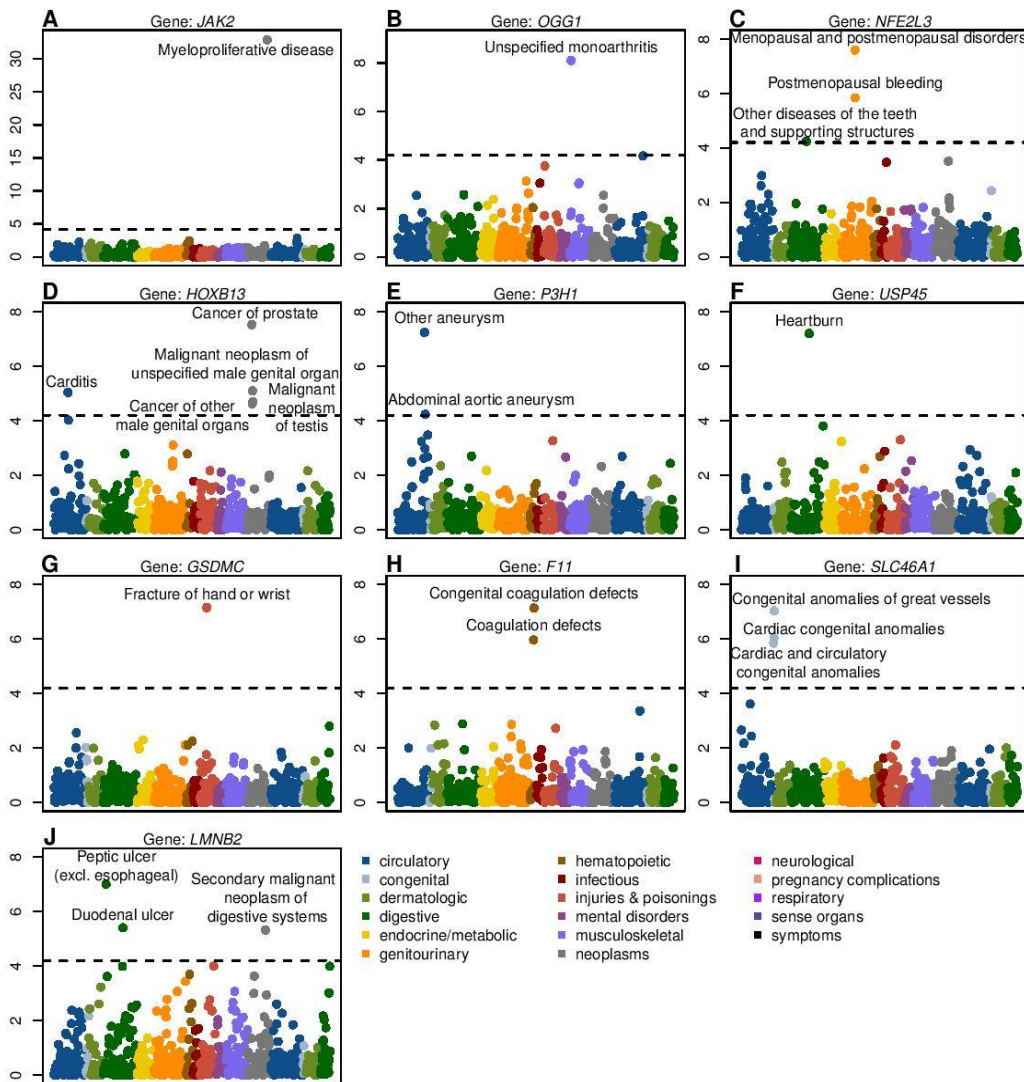 A
Gene: JAK2
Myeloproliferative disease
30
25
20
15
10
5
0
B
Gene: OGG1
Unspecified monoarthritis
8
6
4
2
0
C
Gene: NFE2L3
Menopausal and postmenopausal disorders
Postmenopausal bleeding
Other diseases of the teeth
and supporting structures
8
6
4
2
0
D
Gene: HOXB13
Cancer of prostate
Malignant neoplasm of
unspecified male genital organ
Carditis
Malignant
neoplasm
of testis
Cancer of other
male genital organs
8
6
4
2
0
E
Gene: P3H1
Other aneurysm
Abdominal aortic aneurysm
8
6
4
2
0
F
Gene: USP45
Heartburn
8
6
4
2
0
G
Gene: GSDMC
Fracture of hand or wrist
8
6
4
2
0
H
Gene: F11
Congenital coagulation defects
Coagulation defects
8
6
4
2
0
I
Gene: SLC46A1
Congenital anomalies of great vessels
Cardiac congenital anomalies
Cardiac and circulatory
congenital anomalies
8
6
4
2
0
J
Gene: LMNB2
Peptic ulcer
(excl. esophageal)
Duodenal ulcer
Secondary malignant
neoplasm of
digestive systems
8
6
4
2
0
circulatory
congenital
dermatologic
digestive
endocrine/metabolic
genitourinary
hematopoietic
infectious
injuries & poisonings
mental disorders
musculoskeletal
neoplasms
neurological
pregnancy complications
respiratory
sense organs
symptoms